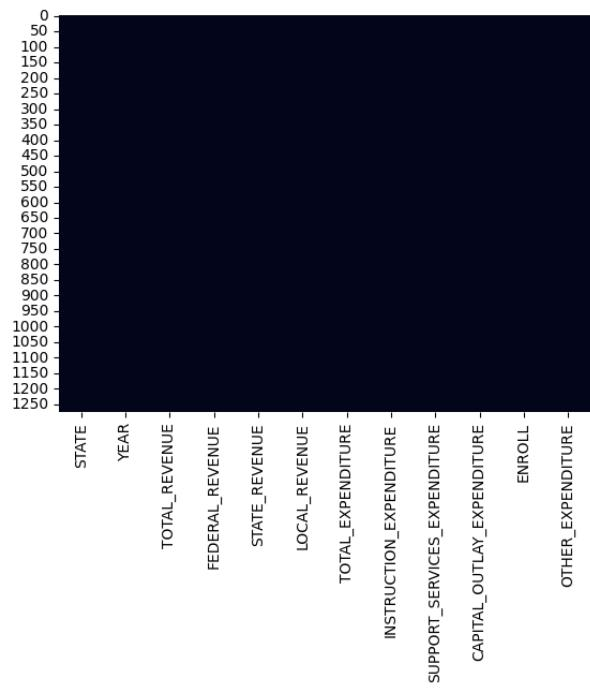 0
50
100
150
200
250
300
350
400
450
500
550
600
650
700
750
800
850
900
950
1000
1050
1100
1150
1200
1250
STATE
YEAR
TOTAL_REVENUE
FEDERAL_REVENUE
STATE_REVENUE
LOCAL_REVENUE
TOTAL_EXPENDITURE
INSTRUCTION_EXPENDITURE
SUPPORT_SERVICES_EXPENDITURE
CAPITAL_OUTLAY_EXPENDITURE
ENROLL
OTHER_EXPENDITURE